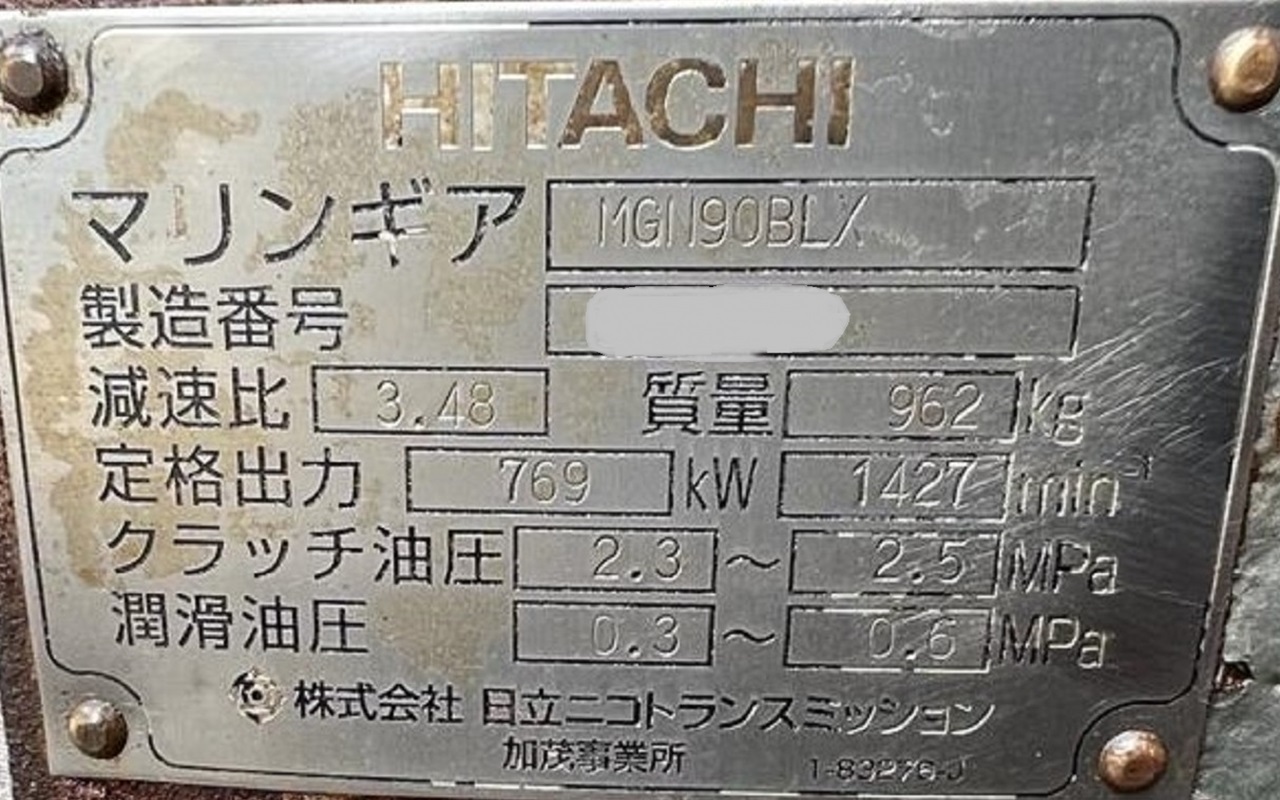 HITACHI
マリンギア MGN90BLX
製造番号
減速比 3.48 質量 962 kg
定格出力 769 kW 1427 min⁻¹
クラッチ油圧 2.3 ～ 2.5 MPa
潤滑油圧 0.3 ～ 0.6 MPa
株式会社 日立ニコトランスミッション
加茂事業所 1-83276-J